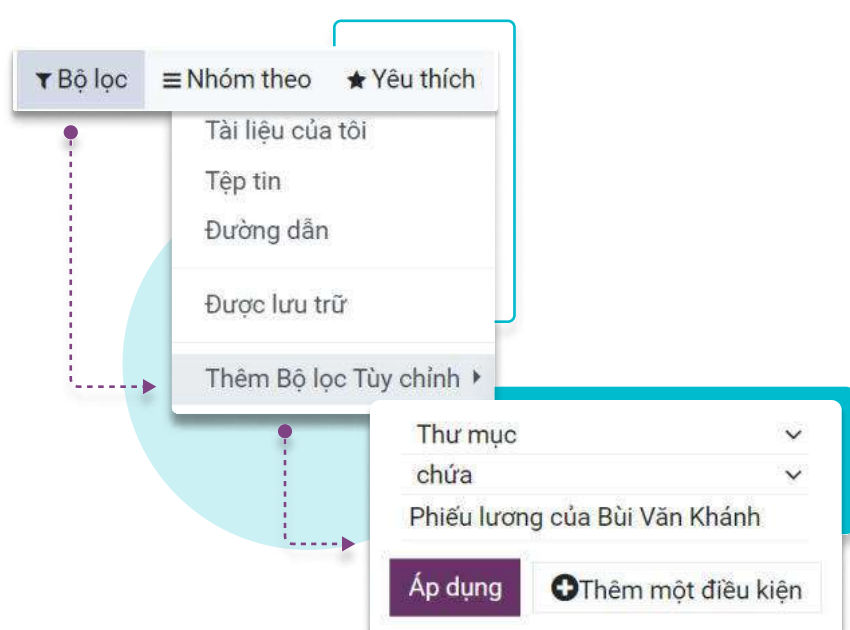 Bộ lọc Nhóm theo Yêu thích
Tài liệu của tôi
Tệp tin
Đường dẫn
Được lưu trữ
Thêm Bộ lọc Tùy chỉnh
Thư mục
chứa
Phiếu lương của Bùi Văn Khánh
Áp dụng Thêm một điều kiện